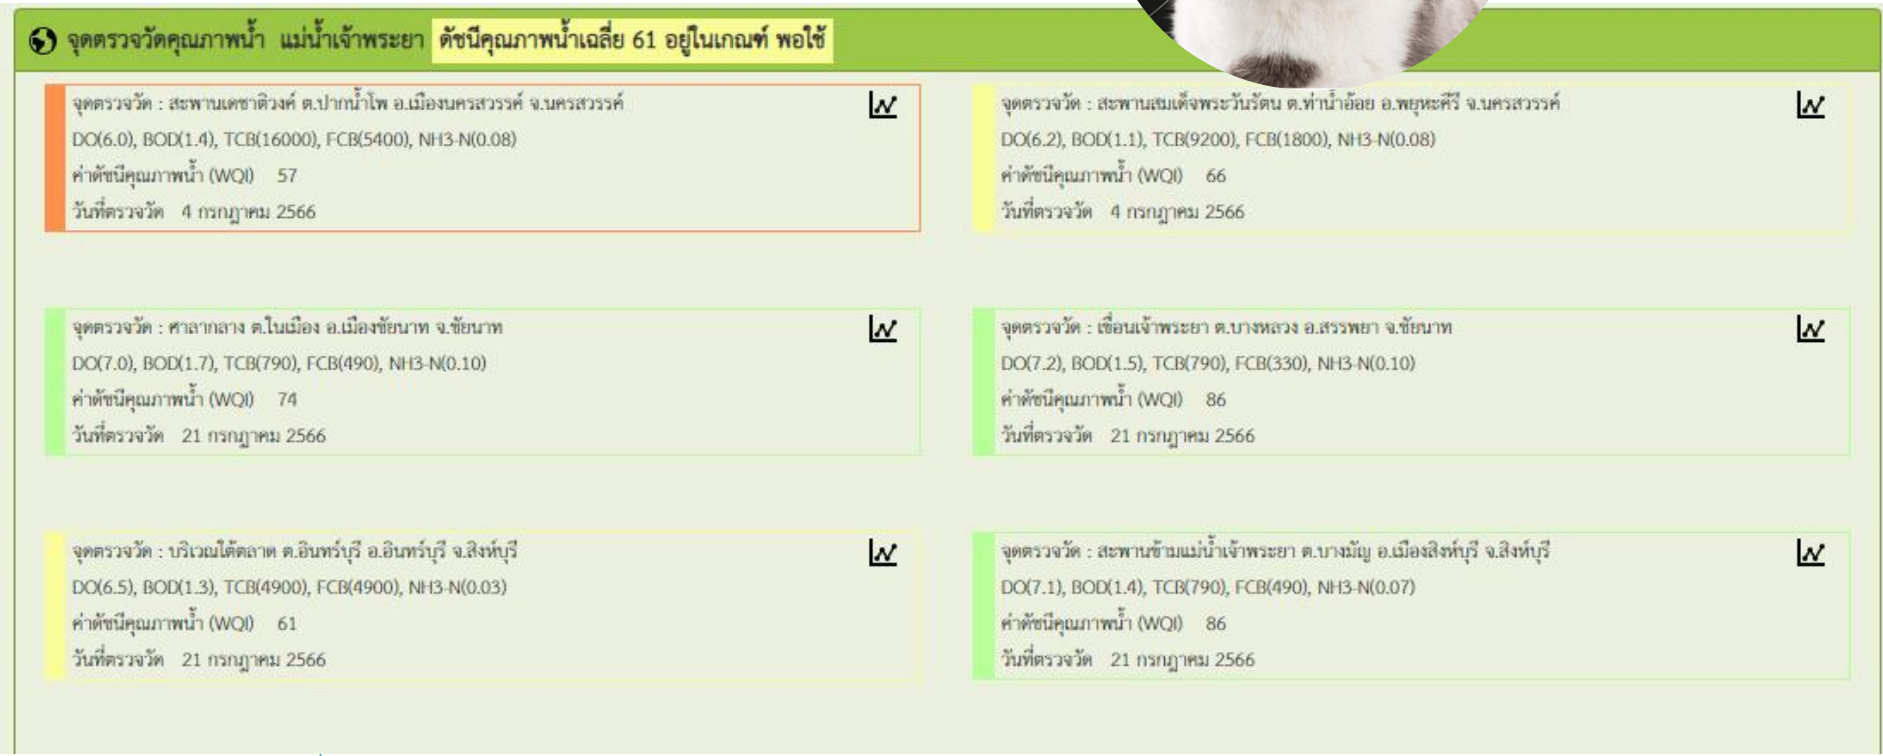 จุดตรวจวัดคุณภาพน้ำ แม่น้ำเจ้าพระยา ดัชนีคุณภาพน้ำเฉลี่ย 61 อยู่ในเกณฑ์ พอใช้
จุดตรวจวัด : สะพานเดชาติวงศ์ ต.ปากน้ำโพ อ.เมืองนครสวรรค์ จ.นครสวรรค์
DO(6.0), BOD(1.4), TCB(16000), FCB(5400), NH3-N(0.08)
ค่าดัชนีคุณภาพน้ำ (WQI) 57
วันที่ตรวจวัด 4 กรกฎาคม 2566
จุดตรวจวัด : สะพานสมเด็จพระวันรัตน ต.ท่าน้ำอ้อย อ.พยุหะคีรี จ.นครสวรรค์
DO(6.2), BOD(1.1), TCB(9200), FCB(1800), NH3-N(0.08)
ค่าดัชนีคุณภาพน้ำ (WQI) 66
วันที่ตรวจวัด 4 กรกฎาคม 2566
จุดตรวจวัด : ศาลากลาง ต.ในเมือง อ.เมืองชัยนาท จ.ชัยนาท
DO(7.0), BOD(1.7), TCB(790), FCB(490), NH3-N(0.10)
ค่าดัชนีคุณภาพน้ำ (WQI) 74
วันที่ตรวจวัด 21 กรกฎาคม 2566
จุดตรวจวัด : เขื่อนเจ้าพระยา ต.บางหลวง อ.สรรพยา จ.ชัยนาท
DO(7.2), BOD(1.5), TCB(790), FCB(330), NH3-N(0.10)
ค่าดัชนีคุณภาพน้ำ (WQI) 86
วันที่ตรวจวัด 21 กรกฎาคม 2566
จุดตรวจวัด : บริเวณใต้ตลาด ต.อินทร์บุรี อ.อินทร์บุรี จ.สิงห์บุรี
DO(6.5), BOD(1.3), TCB(4900), FCB(4900), NH3-N(0.03)
ค่าดัชนีคุณภาพน้ำ (WQI) 61
วันที่ตรวจวัด 21 กรกฎาคม 2566
จุดตรวจวัด : สะพานข้ามแม่น้ำเจ้าพระยา ต.บางมัญ อ.เมืองสิงห์บุรี จ.สิงห์บุรี
DO(7.1), BOD(1.4), TCB(790), FCB(490), NH3-N(0.07)
ค่าดัชนีคุณภาพน้ำ (WQI) 86
วันที่ตรวจวัด 21 กรกฎาคม 2566